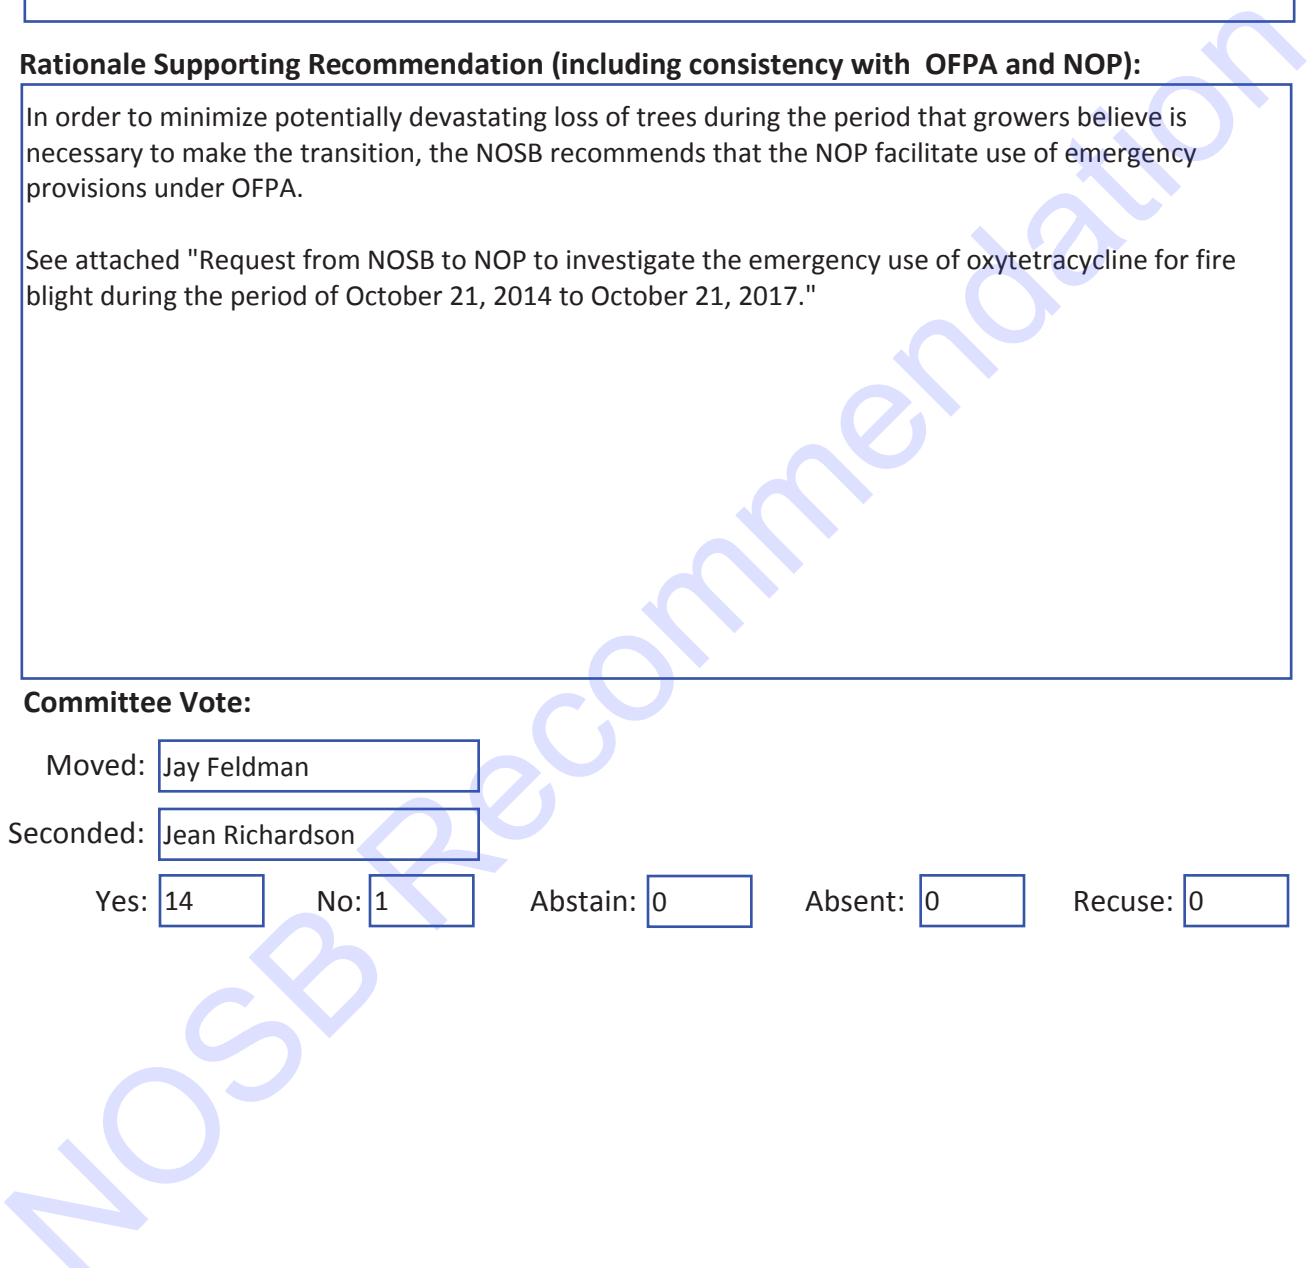 Rationale Supporting Recommendation (including consistency with OFPA and NOP):
In order to minimize potentially devastating loss of trees during the period that growers believe is
necessary to make the transition, the NOSB recommends that the NOP facilitate use of emergency
provisions under OFPA.
See attached "Request from NOSB to NOP to investigate the emergency use of oxytetracycline for fire
blight during the period of October 21, 2014 to October 21, 2017."
Committee Vote:
Moved: Jay Feldman
Seconded: Jean Richardson
Yes: 14 No: 1 Abstain: 0 Absent: 0 Recuse: 0
NOSB Recommendation